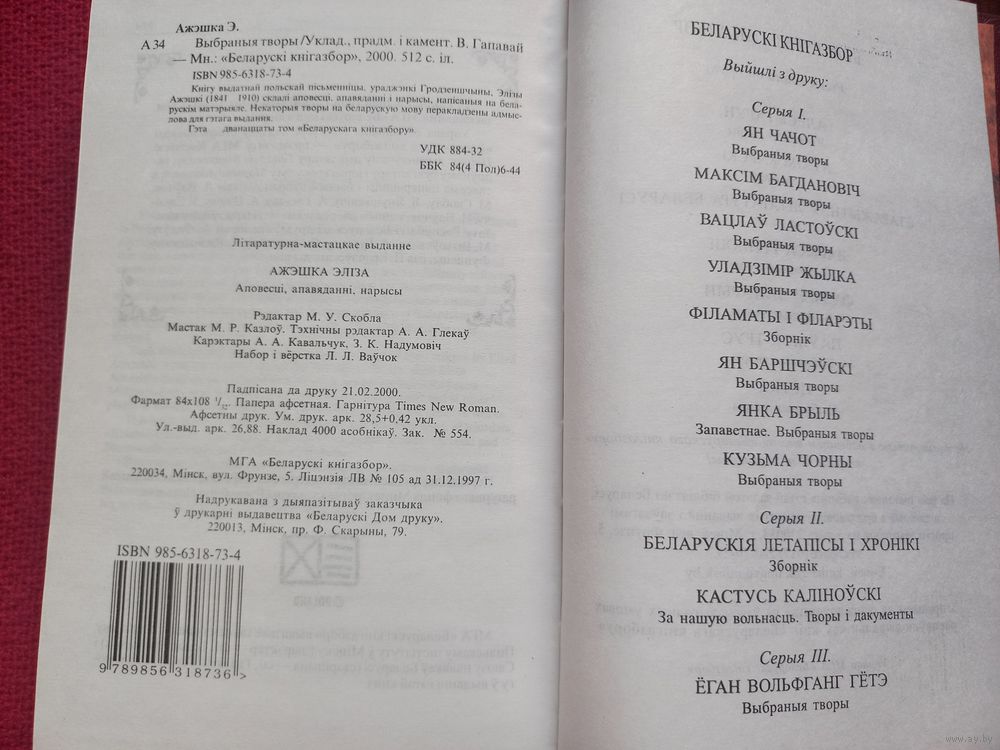 Ажэшка Э.
А 34 Выбраныя творы /Уклад., прадм. і камент. В. Гапавай
— Мн.: «Беларускі кнігазбор», 2000. 512 с. іл.
ISBN 985-6318-73-4
Кнігу выдатнай польскай пісьменніцы, ураджэнкі Гродзеншчыны, Элізы
Ажэшкі (1841 1910) склалі аповесці, апавяданні і нарысы, напісаныя на бела-
рускім матэрыяле. Некаторыя творы на беларускую мову перакладзены адмыс-
лова для гэтага выдання.
Гэта дванаццаты том «Беларускага кнігазбору».
УДК 884-32
ББК 84(4 Пол)6-44
Літаратурна-мастацкае выданне
АЖЭШКА ЭЛІЗА
Аповесці, апавяданні, нарысы
Рэдактар М. У. Скобла
Мастак М. Р. Казлоў. Тэхнічны рэдактар А. А. Глекаў
Карэктары А. А. Кавальчук, З. К. Надумовіч
Набор і вёрстка Л. Л. Ваўчок
Падпісана да друку 21.02.2000.
Фармат 84х108 ¹/₃₂. Папера афсетная. Гарнітура Times New Roman.
Афсетны друк. Ум. друк. арк. 28,5+0,42 укл.
Ул.-выд. арк. 26,88. Наклад 4000 асобнікаў. Зак. № 554.
МГА «Беларускі кнігазбор».
220034, Мінск, вул. Фрунзе, 5. Ліцэнзія ЛВ № 105 ад 31.12.1997 г.
Надрукавана з дыяпазітываў заказчыка
ў друкарні выдавецтва «Беларускі Дом друку».
220013, Мінск, пр. Ф. Скарыны, 79.
ISBN 985-6318-73-4
9 789856 318736 >
БЕЛАРУСКІ КНІГАЗБОР
Выйшлі з друку:
Серыя I.
ЯН ЧАЧОТ
Выбраныя творы
МАКСІМ БАГДАНОВІЧ
Выбраныя творы
ВАЦЛАЎ ЛАСТОЎСКІ
Выбраныя творы
УЛАДЗІМІР ЖЫЛКА
Выбраныя творы
ФІЛАМАТЫ І ФІЛАРЭТЫ
Зборнік
ЯН БАРШЧЭЎСКІ
Выбраныя творы
ЯНКА БРЫЛЬ
Запаветнае. Выбраныя творы
КУЗЬМА ЧОРНЫ
Выбраныя творы
Серыя II.
БЕЛАРУСКІЯ ЛЕТАПІСЫ І ХРОНІКІ
Зборнік
КАСТУСЬ КАЛІНОЎСКІ
За нашую вольнасць. Творы і дакументы
Серыя III.
ЁГАН ВОЛЬФГАНГ ГЁТЭ
Выбраныя творы
www.ay.by